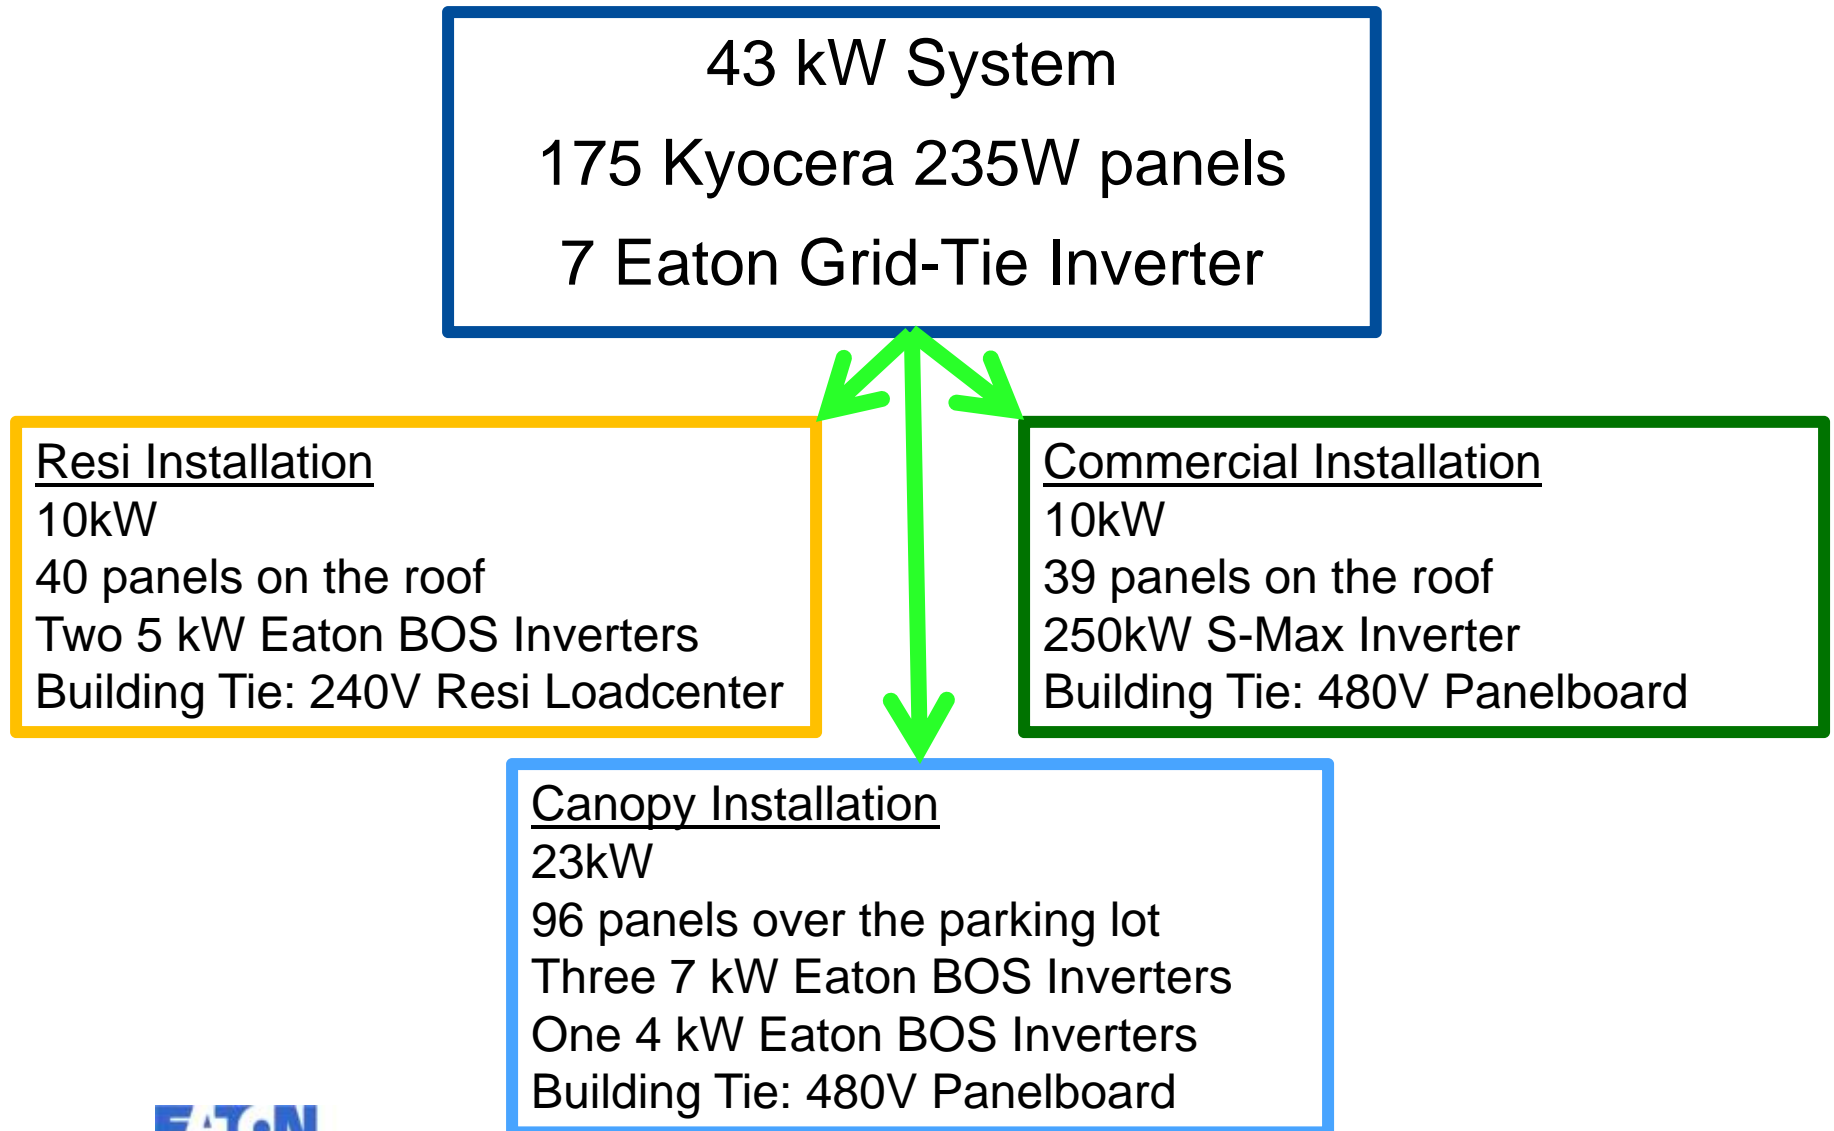 43 kW System
175 Kyocera 235W panels
7 Eaton Grid-Tie Inverter
Resi Installation
10kW
40 panels on the roof
Two 5 kW Eaton BOS Inverters
Building Tie: 240V Resi Loadcenter
Commercial Installation
10kW
39 panels on the roof
250kW S-Max Inverter
Building Tie: 480V Panelboard
Canopy Installation
23kW
96 panels over the parking lot
Three 7 kW Eaton BOS Inverters
One 4 kW Eaton BOS Inverters
Building Tie: 480V Panelboard
EATON